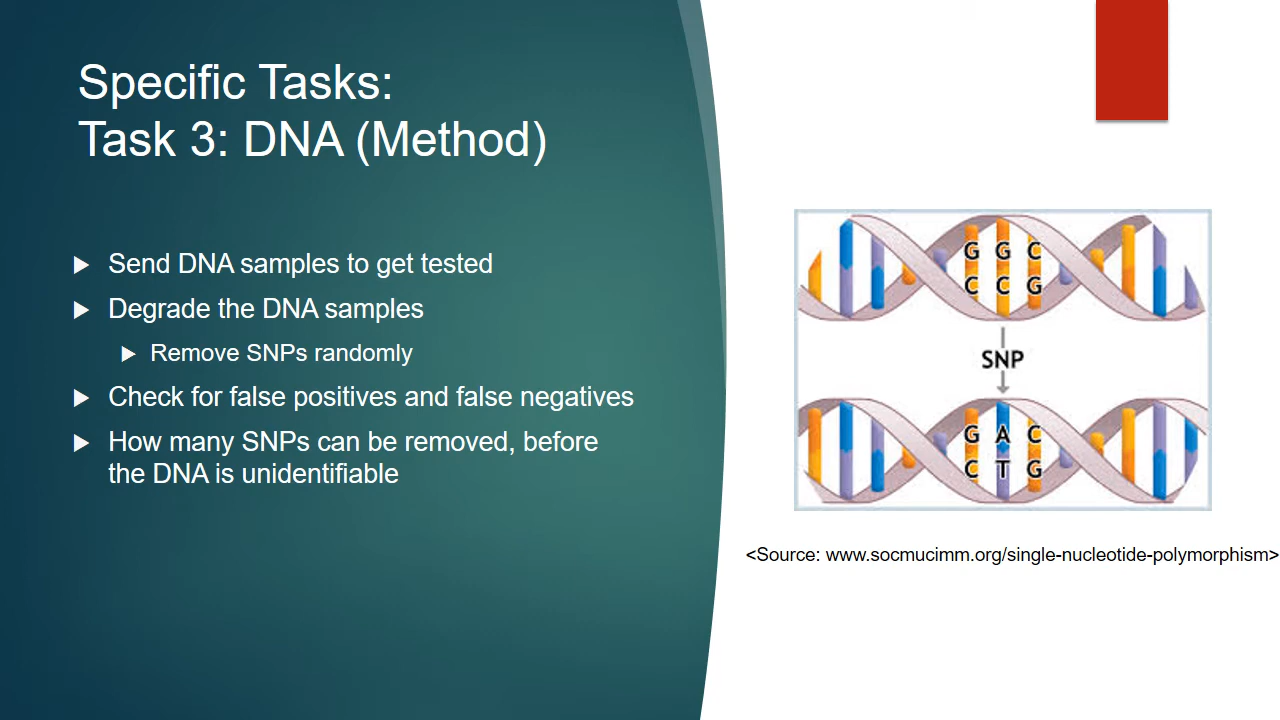 Specific Tasks:
Task 3: DNA (Method)
Send DNA samples to get tested
Degrade the DNA samples
Remove SNPs randomly
Check for false positives and false negatives
How many SNPs can be removed, before
the DNA is unidentifiable
G G C
C C G
SNP
G A C
C T G
<Source: www.socmucimm.org/single-nucleotide-polymorphism>